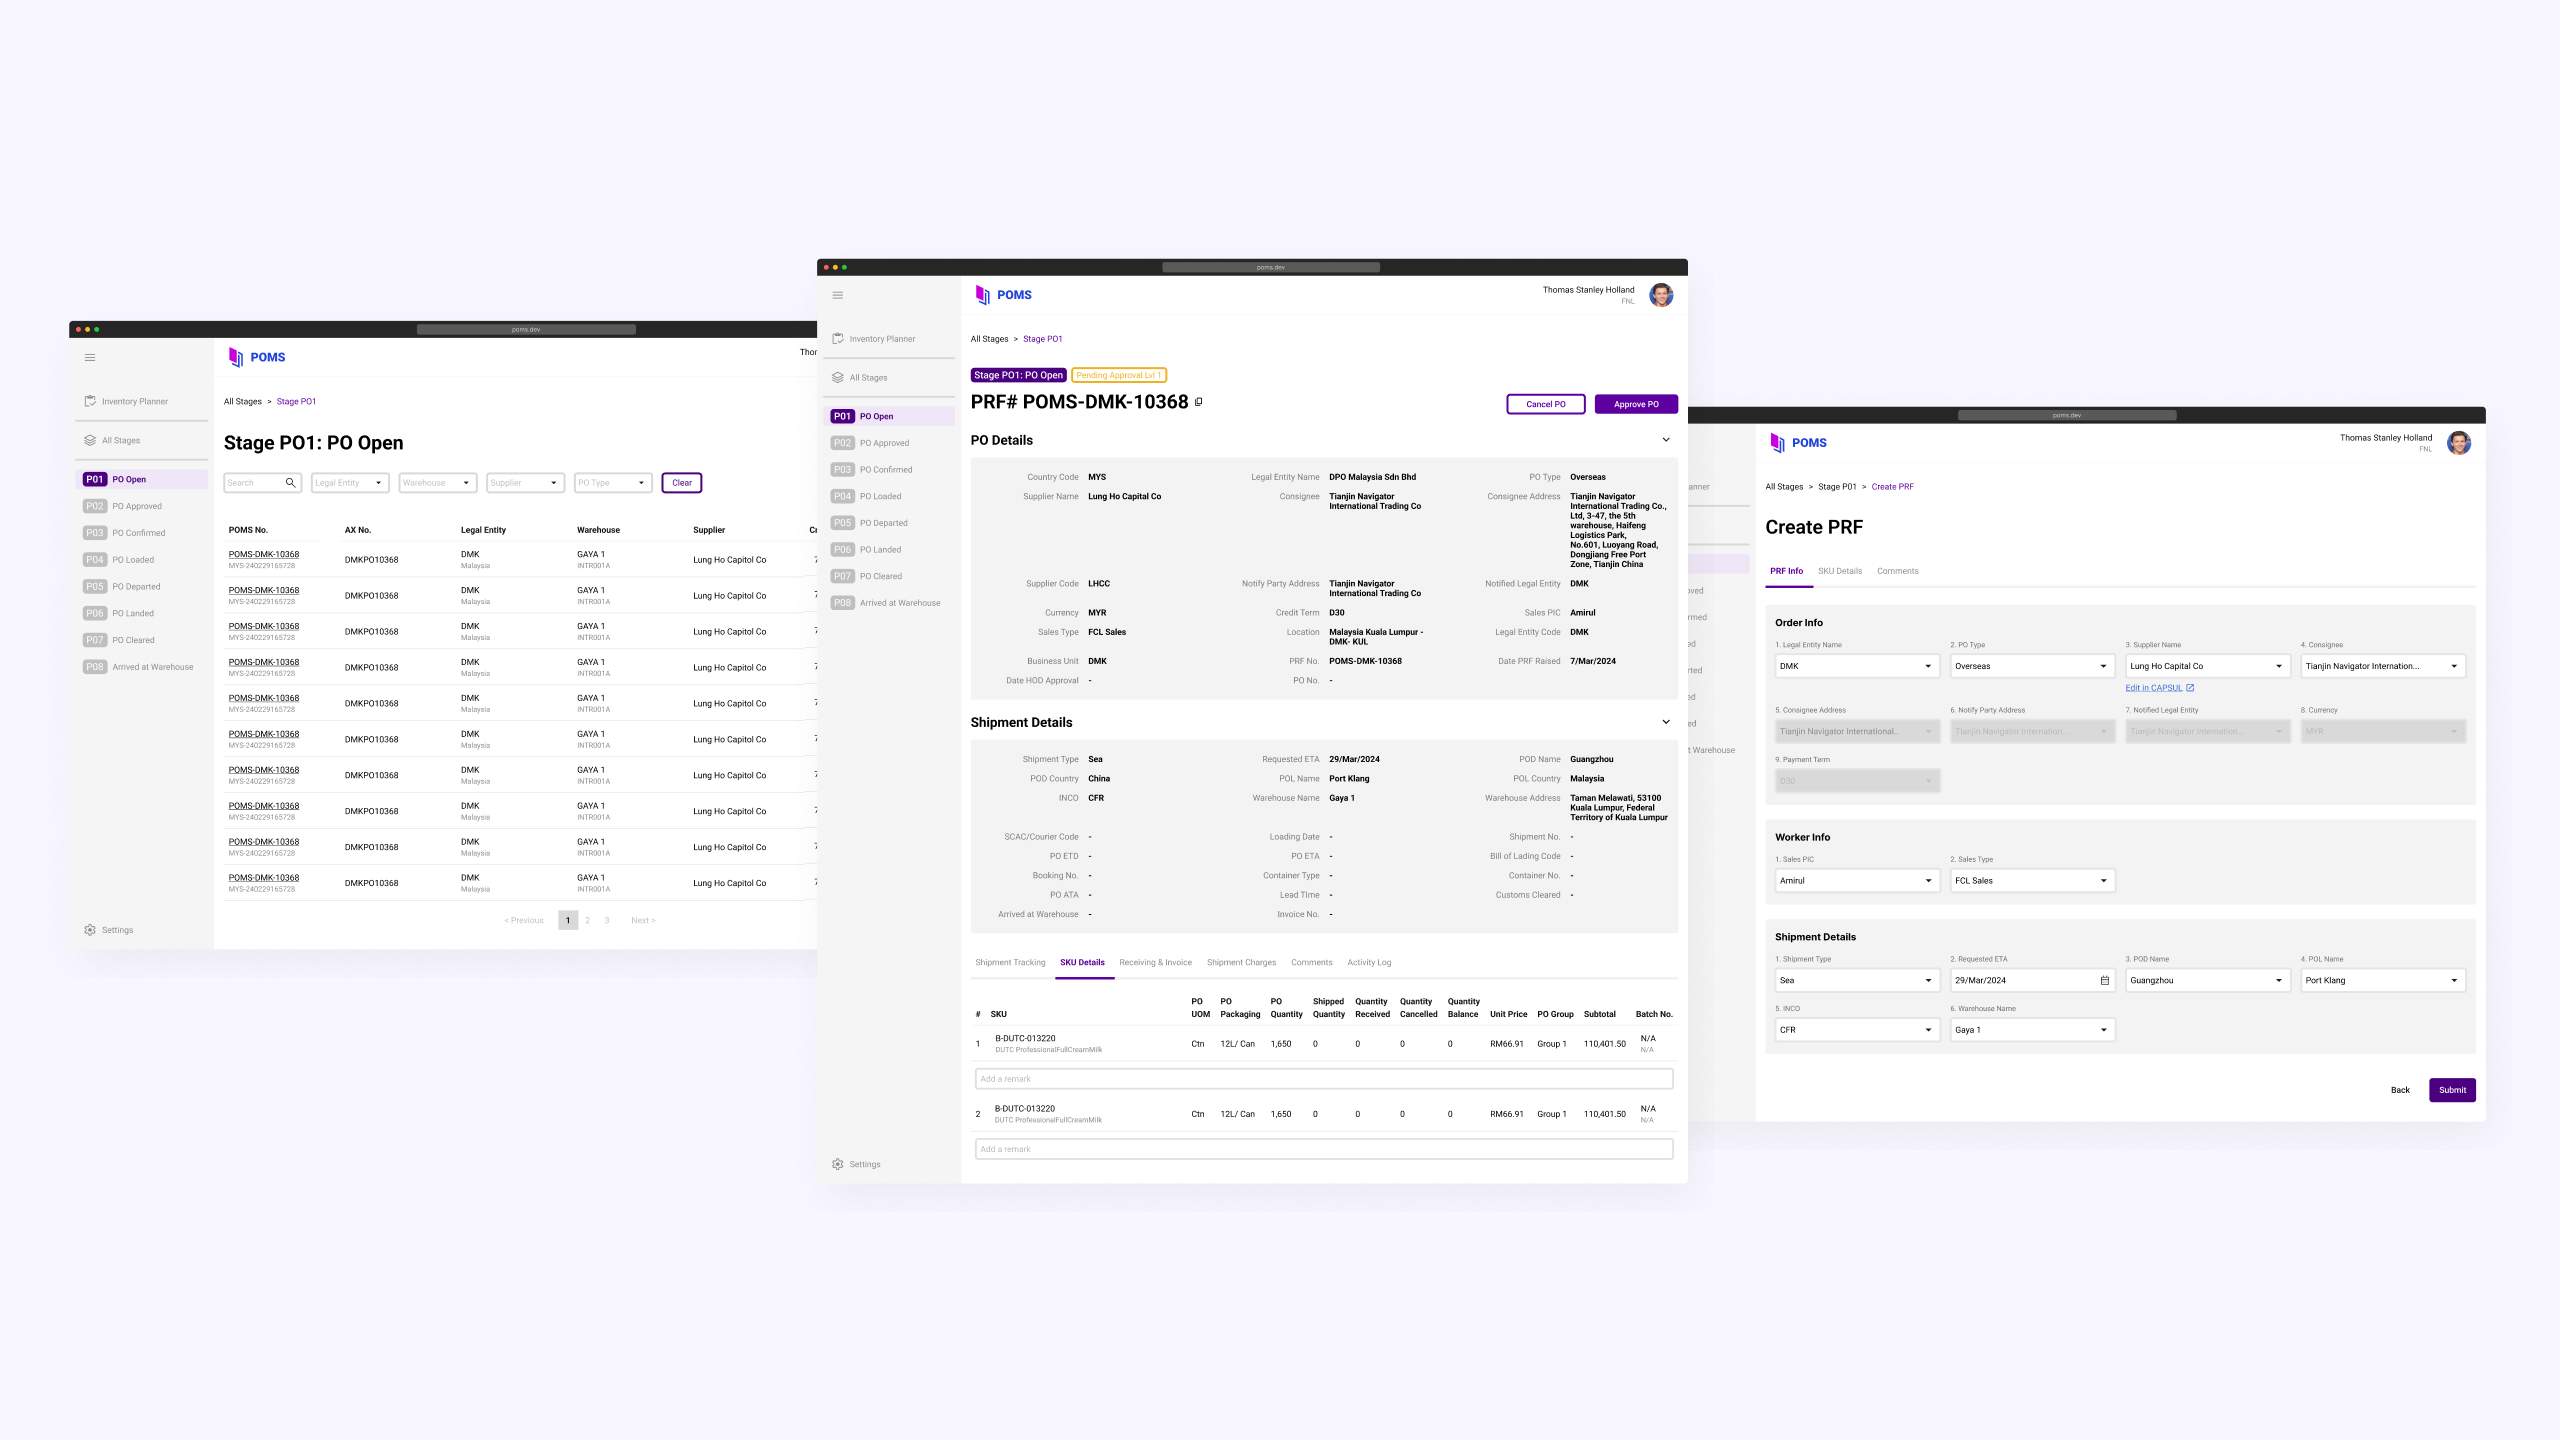 poms.dev
POMS
Thor
Inventory Planner
All Stages
P01 PO Open
P02 PO Approved
P03 PO Confirmed
P04 PO Loaded
P05 PO Departed
P06 PO Landed
P07 PO Cleared
P08 Arrived at Warehouse
Settings
All Stages > Stage PO1
Stage PO1: PO Open
Search Legal Entity Warehouse Supplier PO Type Clear
POMS No. AX No. Legal Entity Warehouse Supplier Cr
POMS-DMK-10368 DMKPO10368 DMK GAYA 1 Lung Ho Capitol Co 7
MYS-240229165728 Malaysia INTR001A
POMS-DMK-10368 DMKPO10368 DMK GAYA 1 Lung Ho Capitol Co 7
MYS-240229165728 Malaysia INTR001A
POMS-DMK-10368 DMKPO10368 DMK GAYA 1 Lung Ho Capitol Co 7
MYS-240229165728 Malaysia INTR001A
POMS-DMK-10368 DMKPO10368 DMK GAYA 1 Lung Ho Capitol Co 7
MYS-240229165728 Malaysia INTR001A
POMS-DMK-10368 DMKPO10368 DMK GAYA 1 Lung Ho Capitol Co 7
MYS-240229165728 Malaysia INTR001A
POMS-DMK-10368 DMKPO10368 DMK GAYA 1 Lung Ho Capitol Co 7
MYS-240229165728 Malaysia INTR001A
POMS-DMK-10368 DMKPO10368 DMK GAYA 1 Lung Ho Capitol Co 7
MYS-240229165728 Malaysia INTR001A
POMS-DMK-10368 DMKPO10368 DMK GAYA 1 Lung Ho Capitol Co 7
MYS-240229165728 Malaysia INTR001A
POMS-DMK-10368 DMKPO10368 DMK GAYA 1 Lung Ho Capitol Co 7
MYS-240229165728 Malaysia INTR001A
POMS-DMK-10368 DMKPO10368 DMK GAYA 1 Lung Ho Capitol Co 7
MYS-240229165728 Malaysia INTR001A
< Previous 1 2 3 Next >
poms.dev
POMS
Thomas Stanley Holland
FNL
Inventory Planner
All Stages
P01 PO Open
P02 PO Approved
P03 PO Confirmed
P04 PO Loaded
P05 PO Departed
P06 PO Landed
P07 PO Cleared
P08 Arrived at Warehouse
Settings
All Stages > Stage PO1
Stage PO1: PO Open Pending Approval Lvl 1
PRF# POMS-DMK-10368 Cancel PO Approve PO
PO Details
Country Code MYS Legal Entity Name DPO Malaysia Sdn Bhd PO Type Overseas
Supplier Name Lung Ho Capital Co Consignee Tianjin Navigator Consignee Address Tianjin Navigator
International Trading Co International Trading Co.,
Ltd, 3-47, the 5th
warehouse, Haifeng
Logistics Park,
No.601, Luoyang Road,
Dongjiang Free Port
Zone, Tianjin China
Supplier Code LHCC Notify Party Address Tianjin Navigator Notified Legal Entity DMK
International Trading Co
Currency MYR Credit Term D30 Sales PIC Amirul
Sales Type FCL Sales Location Malaysia Kuala Lumpur - Legal Entity Code DMK
DMK- KUL
Business Unit DMK PRF No. POMS-DMK-10368 Date PRF Raised 7/Mar/2024
Date HOD Approval - PO No. -
Shipment Details
Shipment Type Sea Requested ETA 29/Mar/2024 POD Name Guangzhou
POD Country China POL Name Port Klang POL Country Malaysia
INCO CFR Warehouse Name Gaya 1 Warehouse Address Taman Melawati, 53100
Kuala Lumpur, Federal
Territory of Kuala Lumpur
SCAC/Courier Code - Loading Date - Shipment No. -
PO ETD - PO ETA - Bill of Lading Code -
Booking No. - Container Type - Container No. -
PO ATA - Lead TIme - Customs Cleared -
Arrived at Warehouse - Invoice No. -
Shipment Tracking SKU Details Receiving & Invoice Shipment Charges Comments Activity Log
PO PO PO Shipped Quantity Quantity Quantity
# SKU UOM Packaging Quantity Quantity Received Cancelled Balance Unit Price PO Group Subtotal Batch No.
1 B-DUTC-013220 Ctn 12L/ Can 1,650 0 0 0 0 RM66.91 Group 1 110,401.50 N/A
DUTC ProfessionalFullCreamMilk N/A
Add a remark
2 B-DUTC-013220 Ctn 12L/ Can 1,650 0 0 0 0 RM66.91 Group 1 110,401.50 N/A
DUTC ProfessionalFullCreamMilk N/A
Add a remark
poms.dev
POMS
Thomas Stanley Holland
FNL
anner
oved
rmed
ed
rted
ed
ed
t Warehouse
All Stages > Stage P01 > Create PRF
Create PRF
PRF Info SKU Details Comments
Order Info
1. Legal Entity Name 2. PO Type 3. Supplier Name 4. Consignee
DMK Overseas Lung Ho Capital Co Tianjin Navigator Internation...
Edit in CAPSUL
5. Consignee Address 6. Notify Party Address 7. Notified Legal Entity 8. Currency
Tianjin Navigator International.. Tianjin Navigator Internation... Tianjin Navigator Internation... MYR
9. Payment Term
D30
Worker Info
1. Sales PIC 2. Sales Type
Amirul FCL Sales
Shipment Details
1. Shipment Type 2. Requested ETA 3. POD Name 4. POL Name
Sea 29/Mar/2024 Guangzhou Port Klang
5. INCO 6. Warehouse Name
CFR Gaya 1
Back Submit